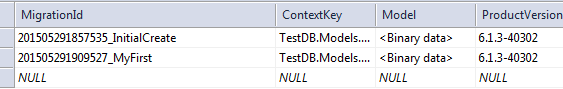 MigrationId ContextKey Model ProductVersion
201505291857535_InitialCreate TestDB.Models.... <Binary data> 6.1.3-40302
201505291909527_MyFirst TestDB.Models.... <Binary data> 6.1.3-40302
NULL NULL NULL NULL